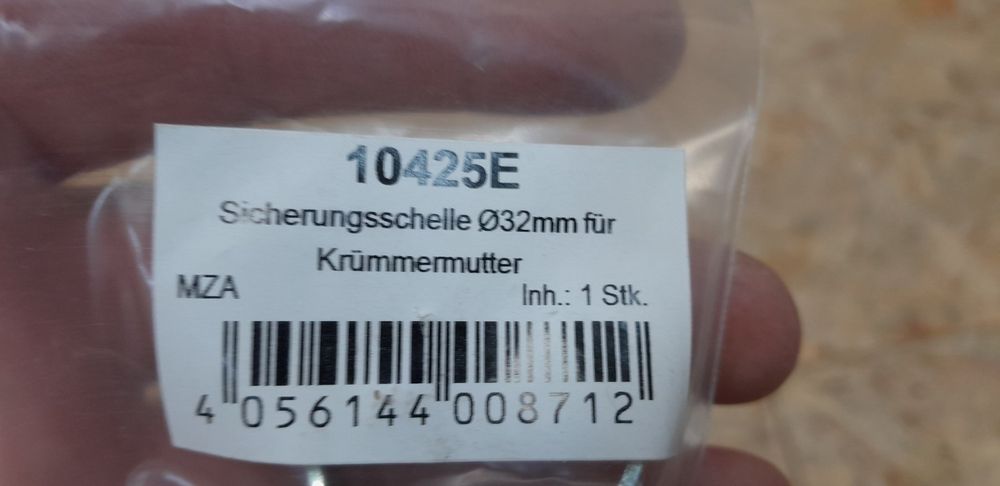 10425E
Sicherungsschelle Ø32mm für
Krümmermutter
MZA
Inh.: 1 Stk.
4 056144 008712